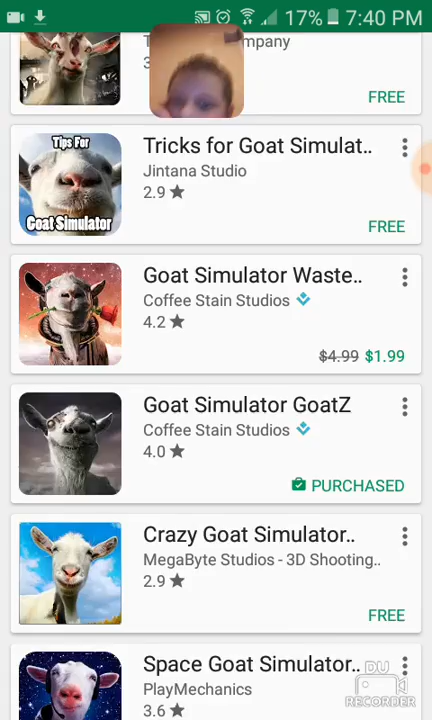 17% 7:40 PM
mpany
FREE
Tips For
Goat Simulator
Tricks for Goat Simulat..
Jintana Studio
2.9 ★
FREE
Goat Simulator Waste..
Coffee Stain Studios
4.2 ★
$4.99 $1.99
Goat Simulator GoatZ
Coffee Stain Studios
4.0 ★
PURCHASED
Crazy Goat Simulator..
MegaByte Studios - 3D Shooting..
2.9 ★
FREE
Space Goat Simulator..
PlayMechanics
3.6 ★
DU
RECORDER